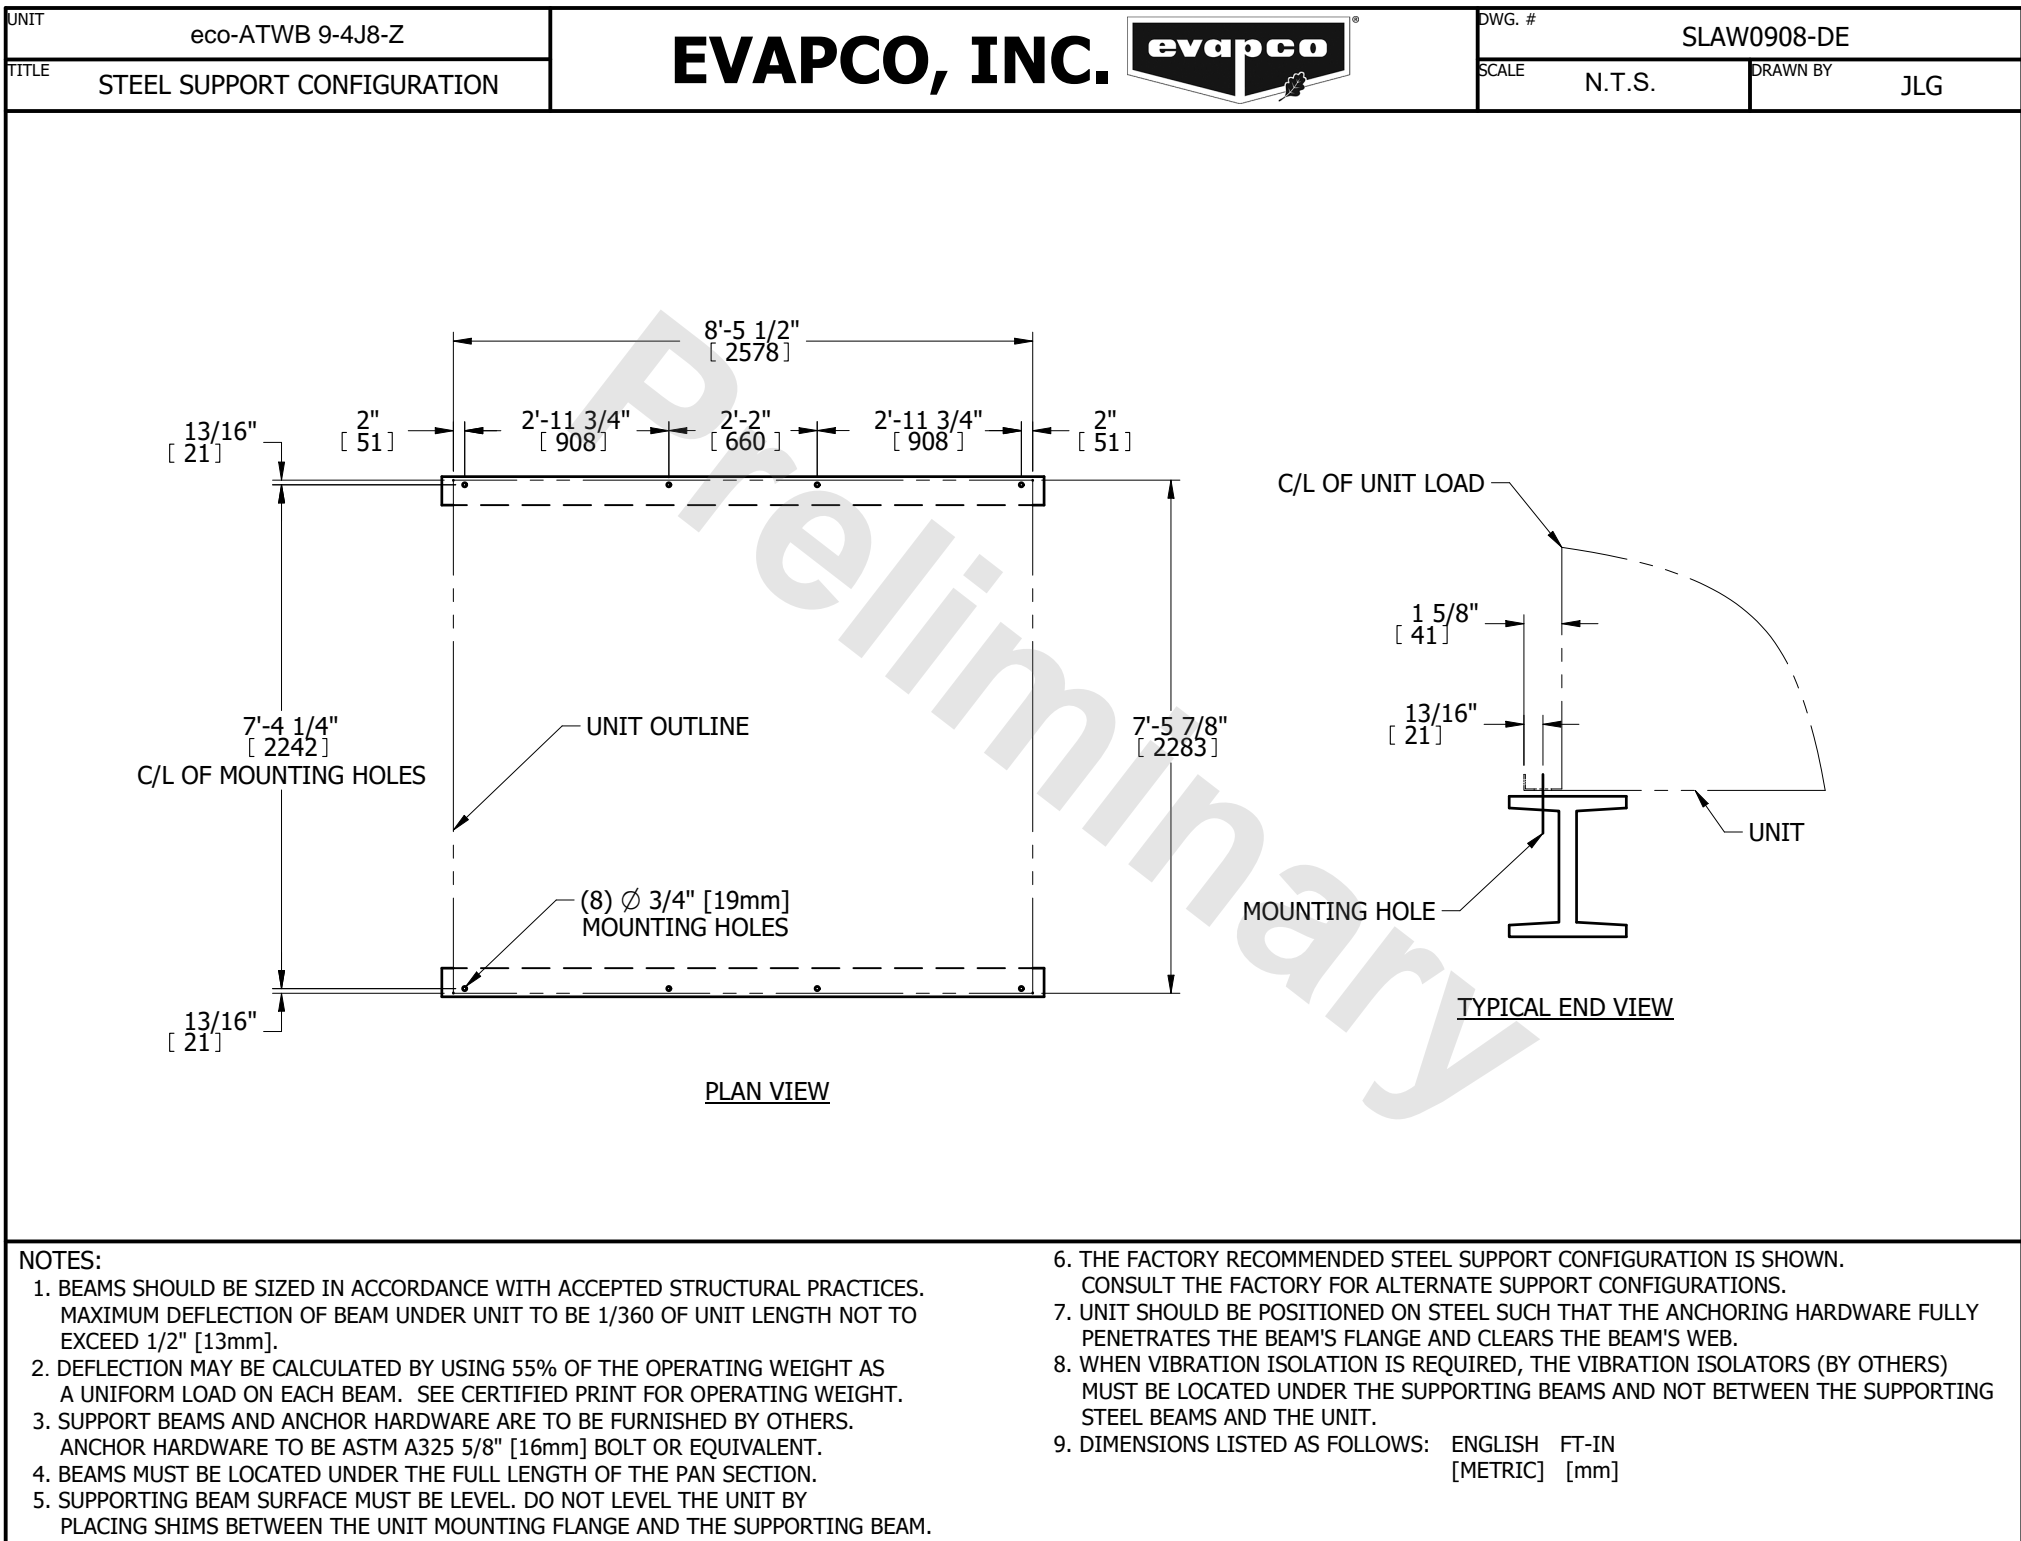 UNIT
eco-ATWB 9-4J8-Z
TITLE
STEEL SUPPORT CONFIGURATION
EVAPCO, INC.
evapco
®
DWG. #
SLAW0908-DE
SCALE
N.T.S.
DRAWN BY
JLG
8'-5 1/2"
[ 2578 ]
13/16"
[ 21 ]
2"
[ 51 ]
2'-11 3/4"
[ 908 ]
2'-2"
[ 660 ]
2'-11 3/4"
[ 908 ]
2"
[ 51 ]
7'-4 1/4"
[ 2242 ]
C/L OF MOUNTING HOLES
UNIT OUTLINE
7'-5 7/8"
[ 2283 ]
(8) ∅ 3/4" [19mm]
MOUNTING HOLES
13/16"
[ 21 ]
PLAN VIEW
C/L OF UNIT LOAD
1 5/8"
[ 41 ]
13/16"
[ 21 ]
UNIT
MOUNTING HOLE
TYPICAL END VIEW
Preliminary
NOTES:
1. BEAMS SHOULD BE SIZED IN ACCORDANCE WITH ACCEPTED STRUCTURAL PRACTICES.
MAXIMUM DEFLECTION OF BEAM UNDER UNIT TO BE 1/360 OF UNIT LENGTH NOT TO
EXCEED 1/2" [13mm].
2. DEFLECTION MAY BE CALCULATED BY USING 55% OF THE OPERATING WEIGHT AS
A UNIFORM LOAD ON EACH BEAM. SEE CERTIFIED PRINT FOR OPERATING WEIGHT.
3. SUPPORT BEAMS AND ANCHOR HARDWARE ARE TO BE FURNISHED BY OTHERS.
ANCHOR HARDWARE TO BE ASTM A325 5/8" [16mm] BOLT OR EQUIVALENT.
4. BEAMS MUST BE LOCATED UNDER THE FULL LENGTH OF THE PAN SECTION.
5. SUPPORTING BEAM SURFACE MUST BE LEVEL. DO NOT LEVEL THE UNIT BY
PLACING SHIMS BETWEEN THE UNIT MOUNTING FLANGE AND THE SUPPORTING BEAM.
6. THE FACTORY RECOMMENDED STEEL SUPPORT CONFIGURATION IS SHOWN.
CONSULT THE FACTORY FOR ALTERNATE SUPPORT CONFIGURATIONS.
7. UNIT SHOULD BE POSITIONED ON STEEL SUCH THAT THE ANCHORING HARDWARE FULLY
PENETRATES THE BEAM'S FLANGE AND CLEARS THE BEAM'S WEB.
8. WHEN VIBRATION ISOLATION IS REQUIRED, THE VIBRATION ISOLATORS (BY OTHERS)
MUST BE LOCATED UNDER THE SUPPORTING BEAMS AND NOT BETWEEN THE SUPPORTING
STEEL BEAMS AND THE UNIT.
9. DIMENSIONS LISTED AS FOLLOWS: ENGLISH FT-IN
[METRIC] [mm]